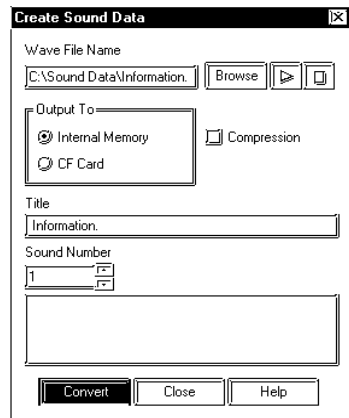 Create Sound Data
Wave File Name
C:\Sound Data\Information.
Browse
Output To
Internal Memory
Compression
CF Card
Title
Information.
Sound Number
1
Convert
Close
Help